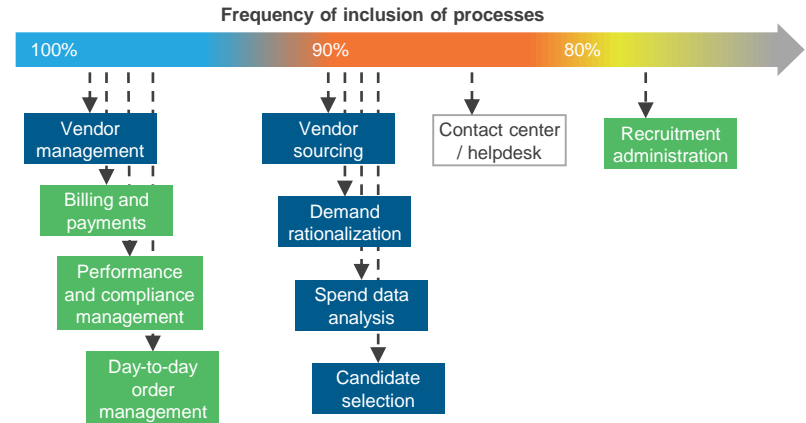 Frequency of inclusion of processes
100%
90%
80%
Vendor
management
Billing and
payments
Performance
and compliance
management
Day-to-day
order
management
Vendor
sourcing
Demand
rationalization
Spend data
analysis
Candidate
selection
Contact center
/ helpdesk
Recruitment
administration